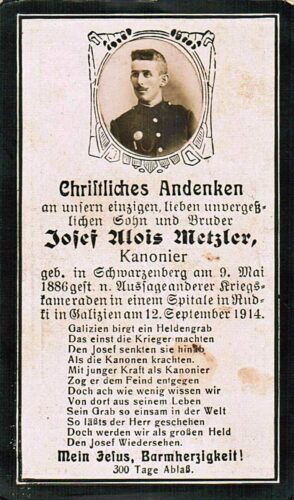 Christliches Andenken
an unsern einzigen, lieben unvergeß-
lichen Sohn und Bruder
Josef Alois Metzler,
Kanonier
geb. in Schwarzenberg am 9. Mai
1886 gest. n. Aussage anderer Kriegs-
kameraden in einem Spitale in Rud-
ki in Galizien am 12. September 1914.
Galizien birgt ein Heldengrab
Das einst die Krieger machten
Den Josef senkten sie hinab
Als die Kanonen krachten.
Mit junger Kraft als Kanonier
Zog er dem Feind entgegen
Doch ach wie wenig wissen wir
Von dort aus seinem Leben
Sein Grab so einsam in der Welt
So läßts der Herr geschehen
Doch werden wir als großen Held
Den Josef Wiedersehen.
Mein Jesus, Barmherzigkeit!
300 Tage Ablaß.